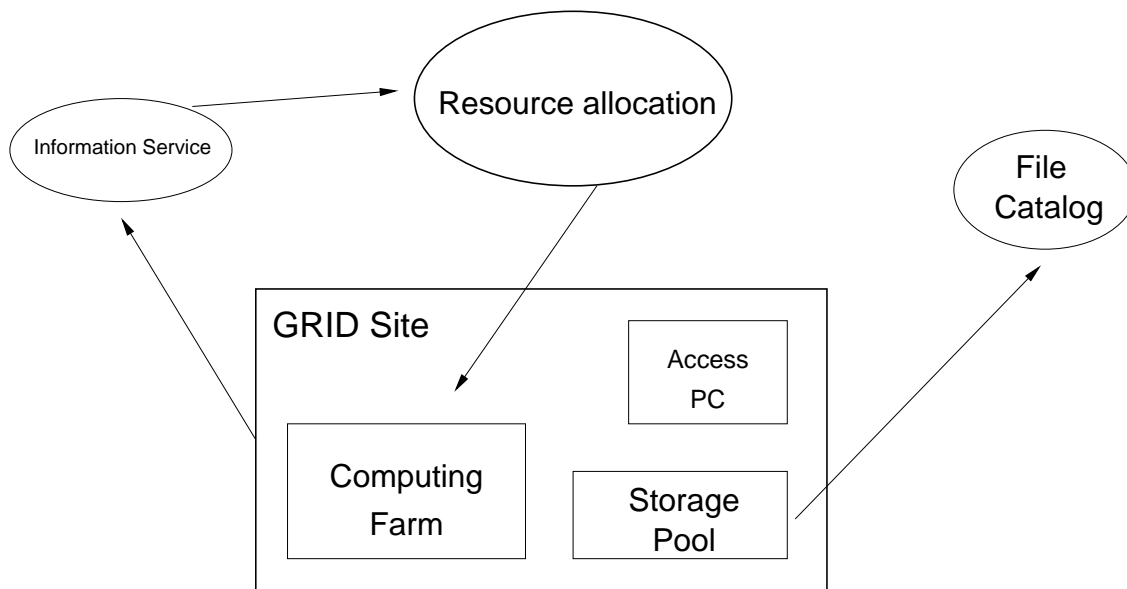 Resource allocation
Information Service
File
Catalog
GRID Site
Access
PC
Computing
Farm
Storage
Pool